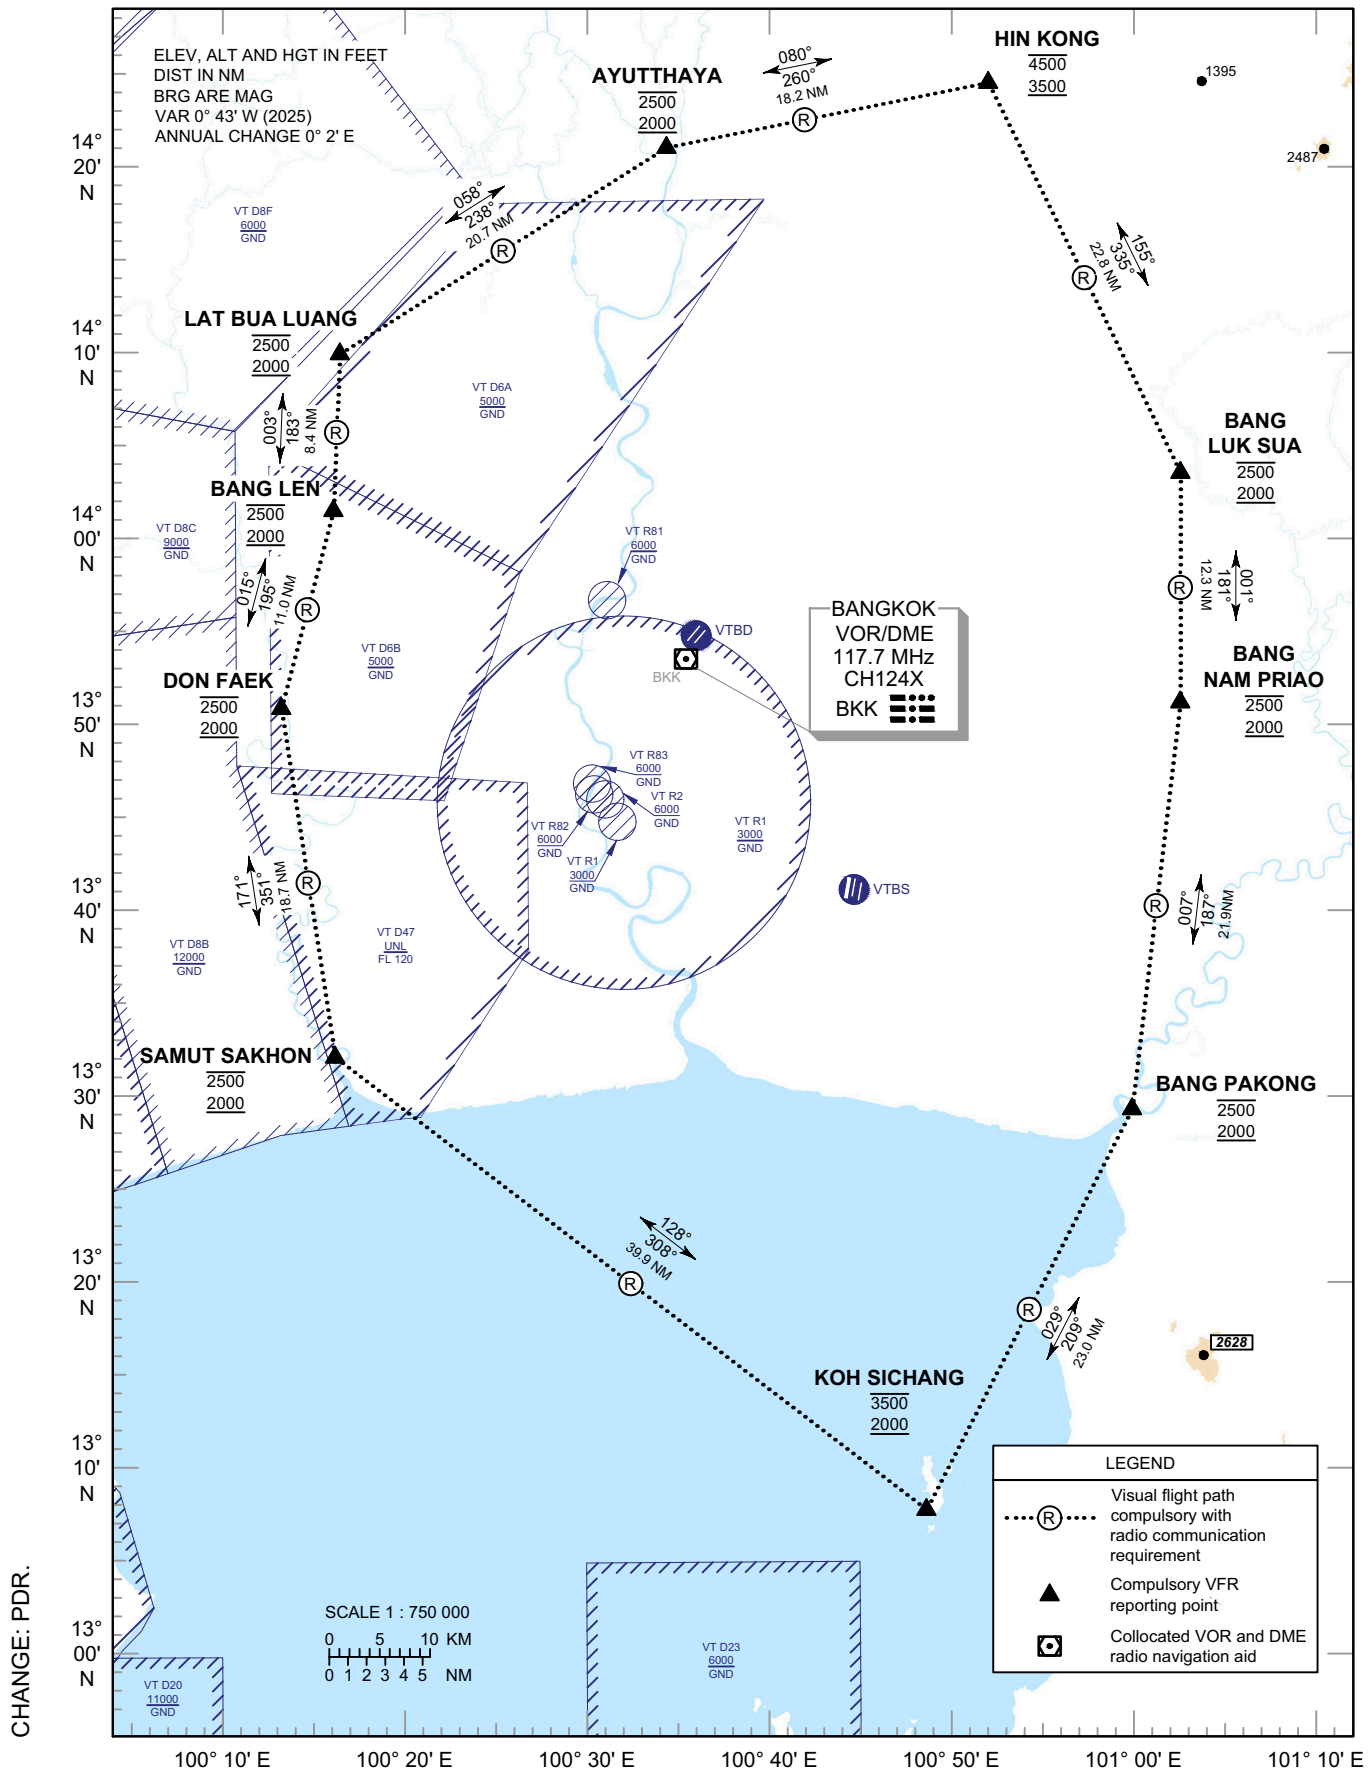 ELEV, ALT AND HGT IN FEET
DIST IN NM
BRG ARE MAG
VAR 0° 43' W (2025)
ANNUAL CHANGE 0° 2' E
HIN KONG
4500
3500
AYUTTHAYA
2500
2000
080°
260°
18.2 NM
1395
2487
14°
20'
N
058°
238°
20.7 NM
R
R
VT D8F
6000
GND
155°
335°
22.8 NM
R
LAT BUA LUANG
2500
2000
14°
10'
N
VT D6A
5000
GND
003°
183°
8.4 NM
R
BANG
LUK SUA
2500
2000
BANG LEN
2500
2000
14°
00'
N
VT D8C
9000
GND
VT R81
6000
GND
015°
195°
11.0 NM
R
001°
181°
12.3 NM
R
VTBD
BKK
BANGKOK
VOR/DME
117.7 MHz
CH124X
BKK
VT D6B
5000
GND
BANG
NAM PRIAO
2500
2000
DON FAEK
2500
2000
13°
50'
N
VT R83
6000
GND
VT R2
6000
GND
VT R82
6000
GND
VT R1
3000
GND
VT R1
3000
GND
171°
351°
18.7 NM
R
VTBS
007°
187°
21.9NM
R
13°
40'
N
VT D8B
12000
GND
VT D47
UNL
FL 120
SAMUT SAKHON
2500
2000
13°
30'
N
BANG PAKONG
2500
2000
128°
308°
39.9 NM
R
13°
20'
N
029°
209°
23.0 NM
R
2628
KOH SICHANG
3500
2000
13°
10'
N
LEGEND
R
Visual flight path
compulsory with
radio communication
requirement
Compulsory VFR
reporting point
Collocated VOR and DME
radio navigation aid
SCALE 1 : 750 000
0 5 10 KM
0 1 2 3 4 5 NM
13°
00'
N
VT D23
6000
GND
VT D20
11000
GND
100° 10' E
100° 20' E
100° 30' E
100° 40' E
100° 50' E
101° 00' E
101° 10' E
CHANGE: PDR.